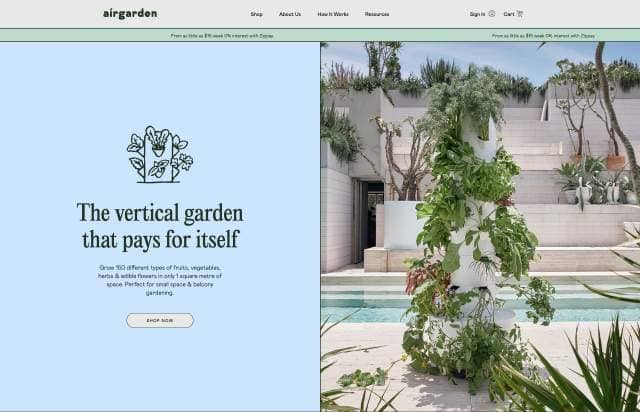 airgarden
Shop About Us How It Works Resources
Sign In Cart
From as little as $15 week 0% interest with Zippay.
From as little as $15 week 0% interest with Zippay.
The vertical garden
that pays for itself
Grow 150 different types of fruits, vegetables,
herbs & edible flowers in only 1 square metre of
space. Perfect for small space & balcony
gardening.
SHOP NOW